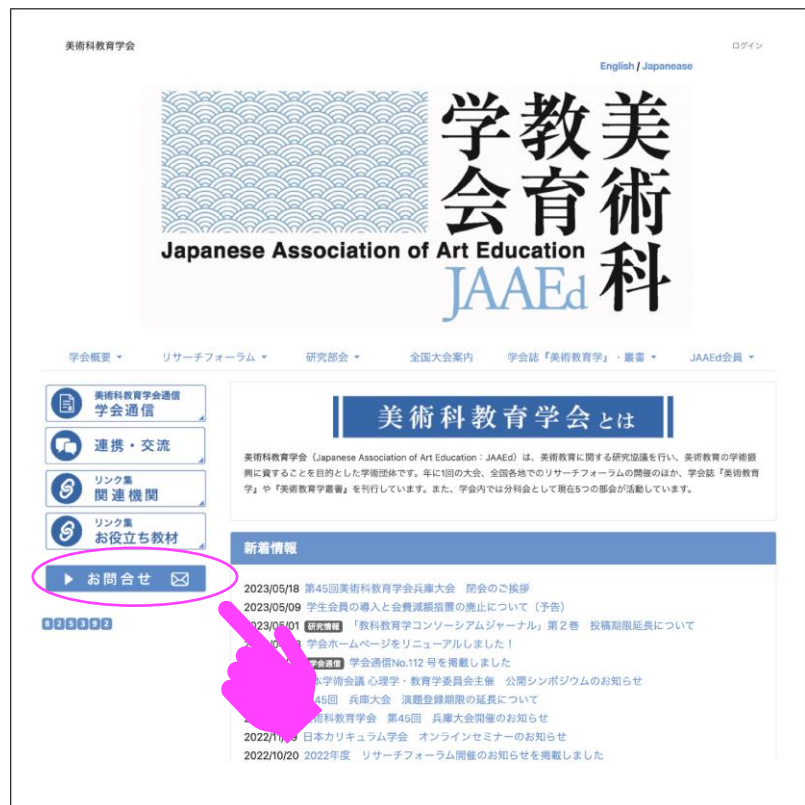 美術科教育学会
ログイン
English / Japanease
美術科
教育
学会
Japanese Association of Art Education
JAAEd
学会概要
リサーチフォーラム
研究部会
全国大会案内
学会誌『美術教育学』・叢書
JAAEd会員
美術科教育学会通信
学会通信
連携・交流
リンク集
関連機関
リンク集
お役立ち教材
お問合せ
825392
美術科教育学会とは
美術科教育学会（Japanese Association of Art Education：JAAEd）は、美術教育に関する研究協議を行い、美術教育の学術振
興に資することを目的とした学術団体です。年に1回の大会、全国各地でのリサーチフォーラムの開催のほか、学会誌『美術教育
学』や『美術教育学叢書』を刊行しています。また、学会内では分科会として現在5つの部会が活動しています。
新着情報
2023/05/18 第45回美術科教育学会兵庫大会　閉会のご挨拶
2023/05/09 学生会員の導入と会費減額措置の廃止について（予告）
2023/05/01 研究情報 「教科教育学コンソーシアムジャーナル」第２巻　投稿期限延長について
学会ホームページをリニューアルしました！
学会通信 学会通信No.112 号を掲載しました
本学術会議 心理学・教育学委員会主催　公開シンポジウムのお知らせ
45回　兵庫大会　演題登録期限の延長について
術科教育学会　第45回　兵庫大会開催のお知らせ
日本カリキュラム学会　オンラインセミナーのお知らせ
2022/10/20 2022年度　リサーチフォーラム開催のお知らせを掲載しました